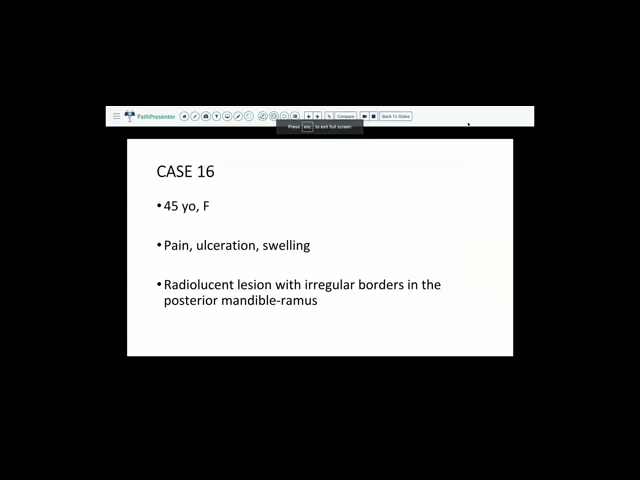 PathPresenter
Compare
Back To Slides
Press esc to exit full screen
CASE 16
•45 yo, F
•Pain, ulceration, swelling
•Radiolucent lesion with irregular borders in the
posterior mandible-ramus